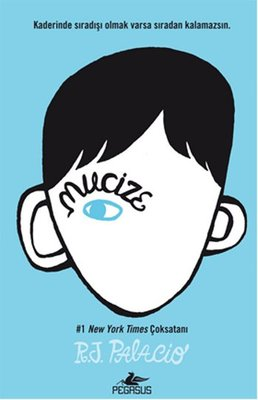 Kaderinde sıradışı olmak varsa sıradan kalamazsın.
mucize
#1 New York Times Çoksatanı
R.J. Palacio
PEGASUS